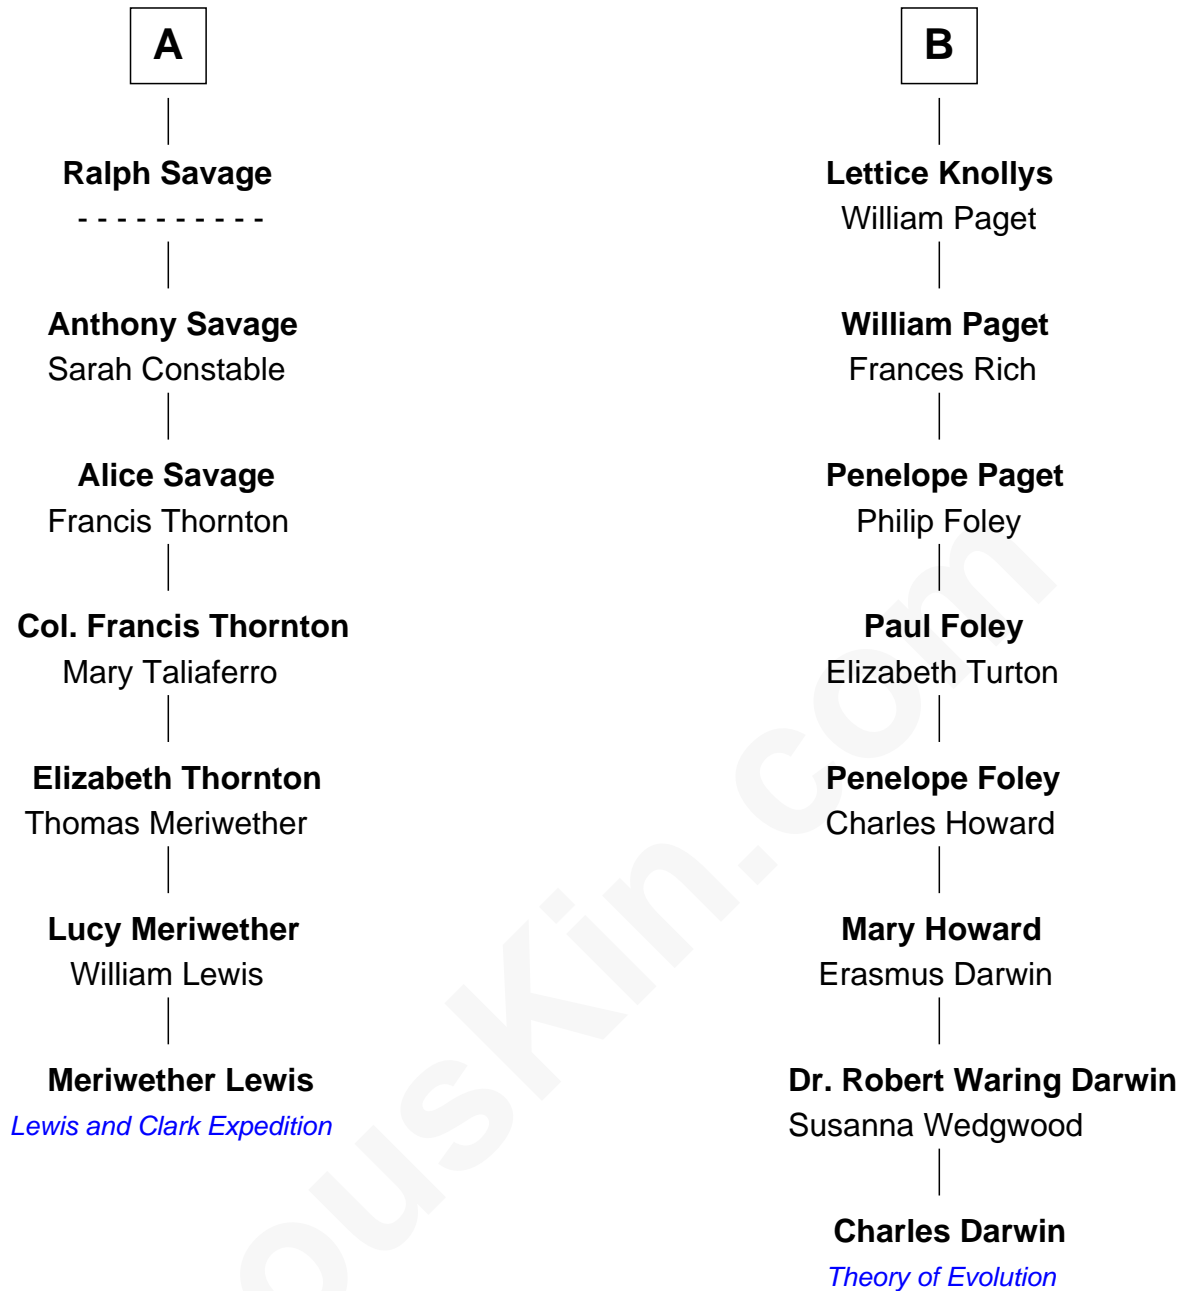 A
Ralph Savage
- - - - - - - - - -
Anthony Savage
Sarah Constable
Alice Savage
Francis Thornton
Col. Francis Thornton
Mary Taliaferro
Elizabeth Thornton
Thomas Meriwether
Lucy Meriwether
William Lewis
Meriwether Lewis
Lewis and Clark Expedition
B
Lettice Knollys
William Paget
William Paget
Frances Rich
Penelope Paget
Philip Foley
Paul Foley
Elizabeth Turton
Penelope Foley
Charles Howard
Mary Howard
Erasmus Darwin
Dr. Robert Waring Darwin
Susanna Wedgwood
Charles Darwin
Theory of Evolution
ousKin.com